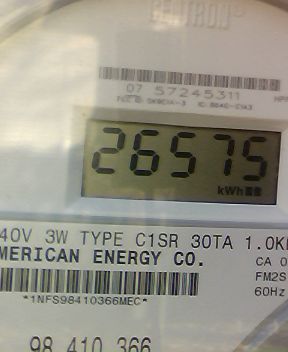 CENTRON
07 57245311
26575
kWh
40V 3W TYPE C1SR 30TA 1.0K
MERICAN ENERGY CO.
CA 0
FM2S
60Hz
*1NFS98410366MEC*
98 410 366